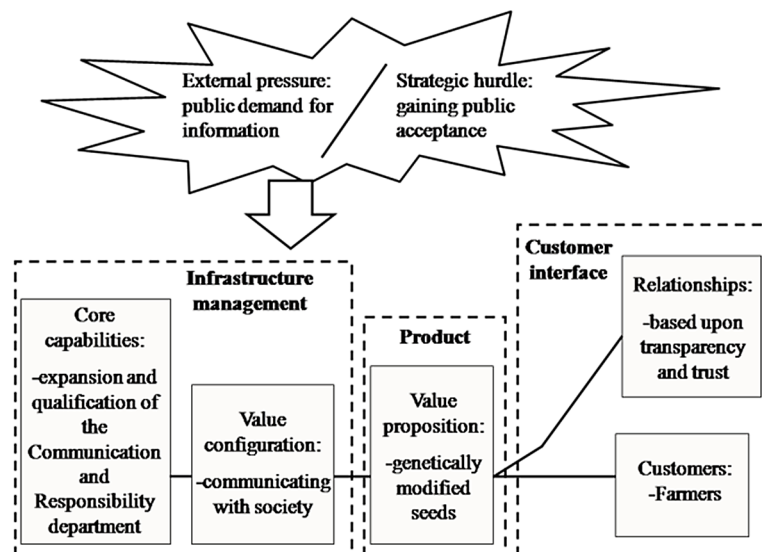 External pressure:
public demand for
information
Strategic hurdle:
gaining public
acceptance
Infrastructure
management
Core
capabilities:
-expansion and
qualification of
the
Communication
and
Responsibility
department
Value
configuration:
-communicating
with society
Product
Value
proposition:
-genetically
modified
seeds
Customer
interface
Relationships:
-based upon
transparency
and trust
Customers:
-Farmers